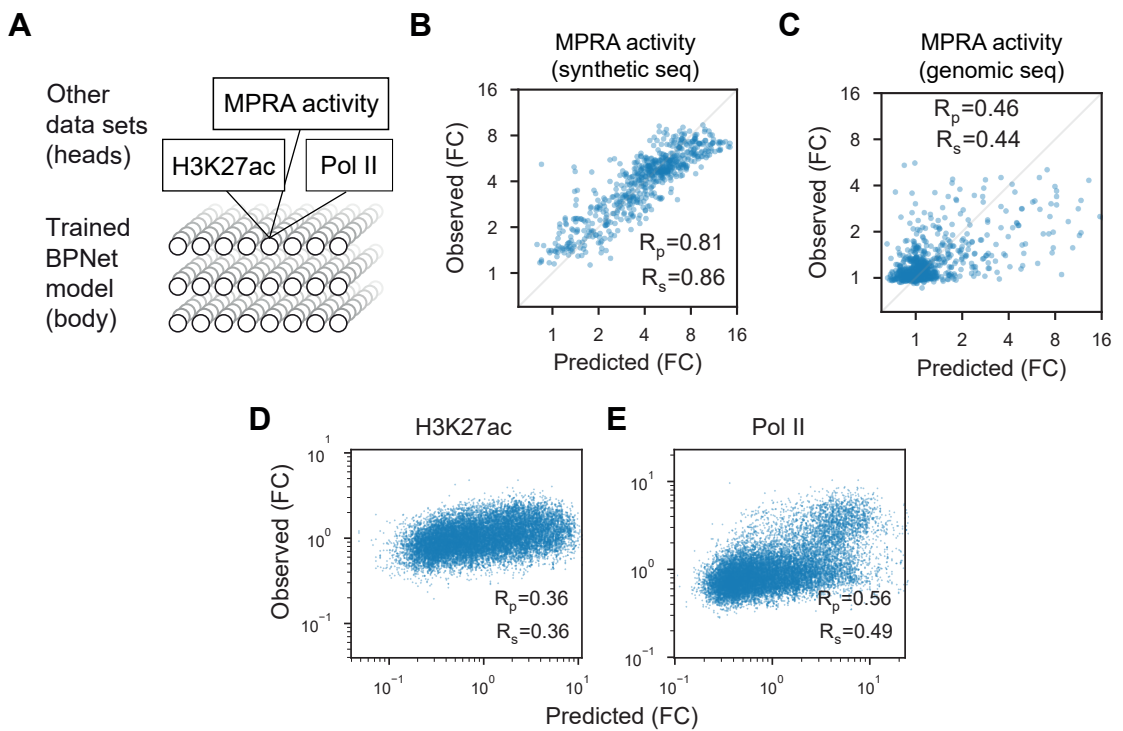 A
Other
data sets
(heads)
MPRA activity
H3K27ac
Pol II
Trained
BPNet
model
(body)
B
MPRA activity
(synthetic seq)
Observed (FC)
16
8
4
2
1
Rp=0.81
Rs=0.86
1 2 4 8 16
Predicted (FC)
C
MPRA activity
(genomic seq)
Observed (FC)
16
8
4
2
1
Rp=0.46
Rs=0.44
1 2 4 8 16
Predicted (FC)
D
H3K27ac
Observed (FC)
10^1
10^0
10^−1
Rp=0.36
Rs=0.36
10^−1 10^0 10^1
E
Pol II
10^1
10^0
10^−1
Rp=0.56
Rs=0.49
10^−1 10^0 10^1
Predicted (FC)